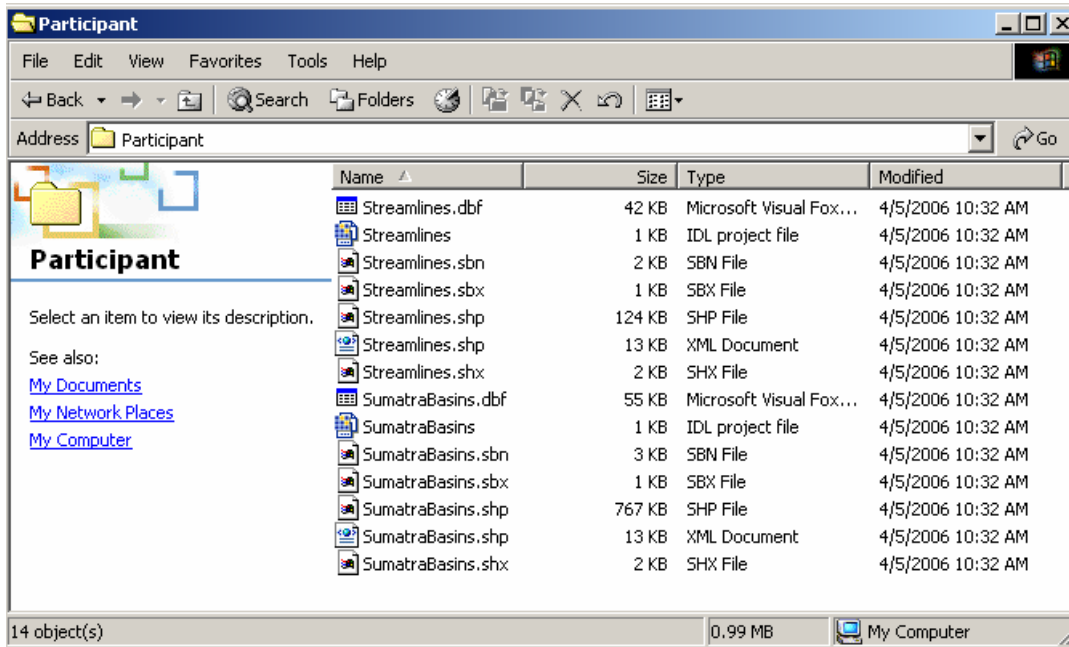 Participant
File Edit View Favorites Tools Help
Back Search Folders
Address Participant Go
Participant
Select an item to view its description.
See also:
My Documents
My Network Places
My Computer
Name Size Type Modified
Streamlines.dbf 42 KB Microsoft Visual Fox... 4/5/2006 10:32 AM
Streamlines 1 KB IDL project file 4/5/2006 10:32 AM
Streamlines.sbn 2 KB SBN File 4/5/2006 10:32 AM
Streamlines.sbx 1 KB SBX File 4/5/2006 10:32 AM
Streamlines.shp 124 KB SHP File 4/5/2006 10:32 AM
Streamlines.shp 13 KB XML Document 4/5/2006 10:32 AM
Streamlines.shx 2 KB SHX File 4/5/2006 10:32 AM
SumatraBasins.dbf 55 KB Microsoft Visual Fox... 4/5/2006 10:32 AM
SumatraBasins 1 KB IDL project file 4/5/2006 10:32 AM
SumatraBasins.sbn 3 KB SBN File 4/5/2006 10:32 AM
SumatraBasins.sbx 1 KB SBX File 4/5/2006 10:32 AM
SumatraBasins.shp 767 KB SHP File 4/5/2006 10:32 AM
SumatraBasins.shp 13 KB XML Document 4/5/2006 10:32 AM
SumatraBasins.shx 2 KB SHX File 4/5/2006 10:32 AM
14 object(s) 0.99 MB My Computer